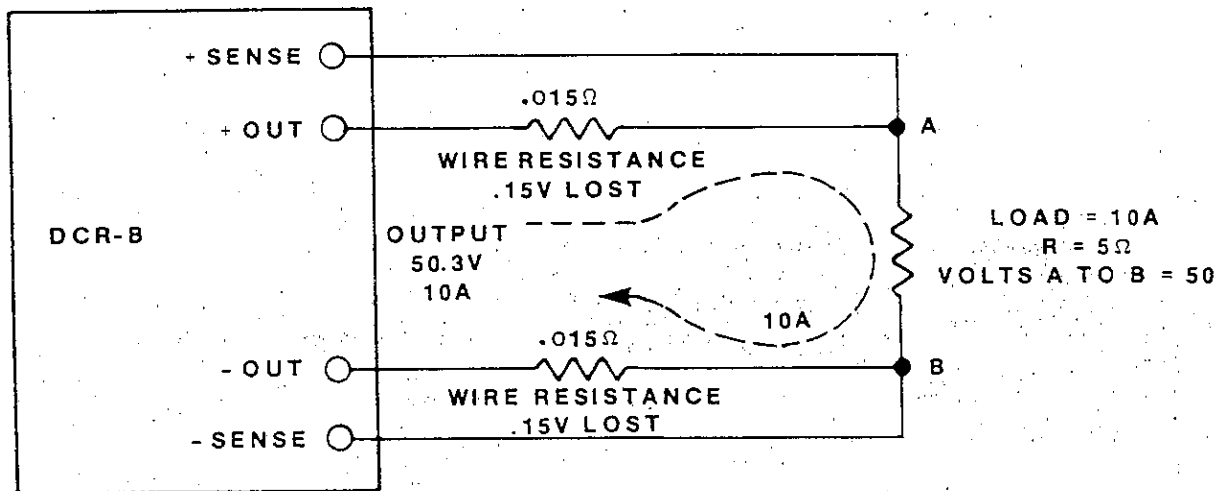 + SENSE
.015Ω
+ OUT
A
WIRE RESISTANCE
.15V LOST
DCR-B
OUTPUT
50.3V
10A
LOAD = 10A
R = 5Ω
VOLTS A TO B = 50
10A
.015Ω
- OUT
B
WIRE RESISTANCE
.15V LOST
- SENSE